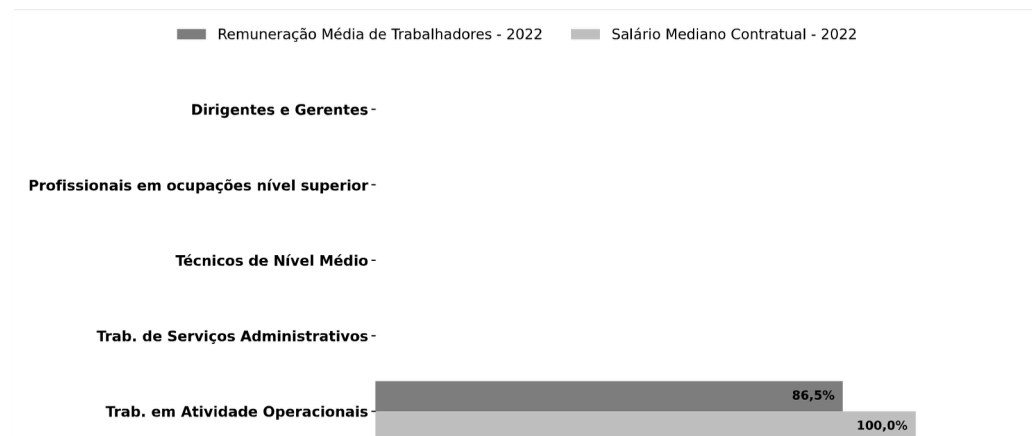 Remuneração Média de Trabalhadores - 2022 Salário Mediano Contratual - 2022
Dirigentes e Gerentes
Profissionais em ocupações nível superior
Técnicos de Nível Médio
Trab. de Serviços Administrativos
Trab. em Atividade Operacionais
86,5%
100,0%